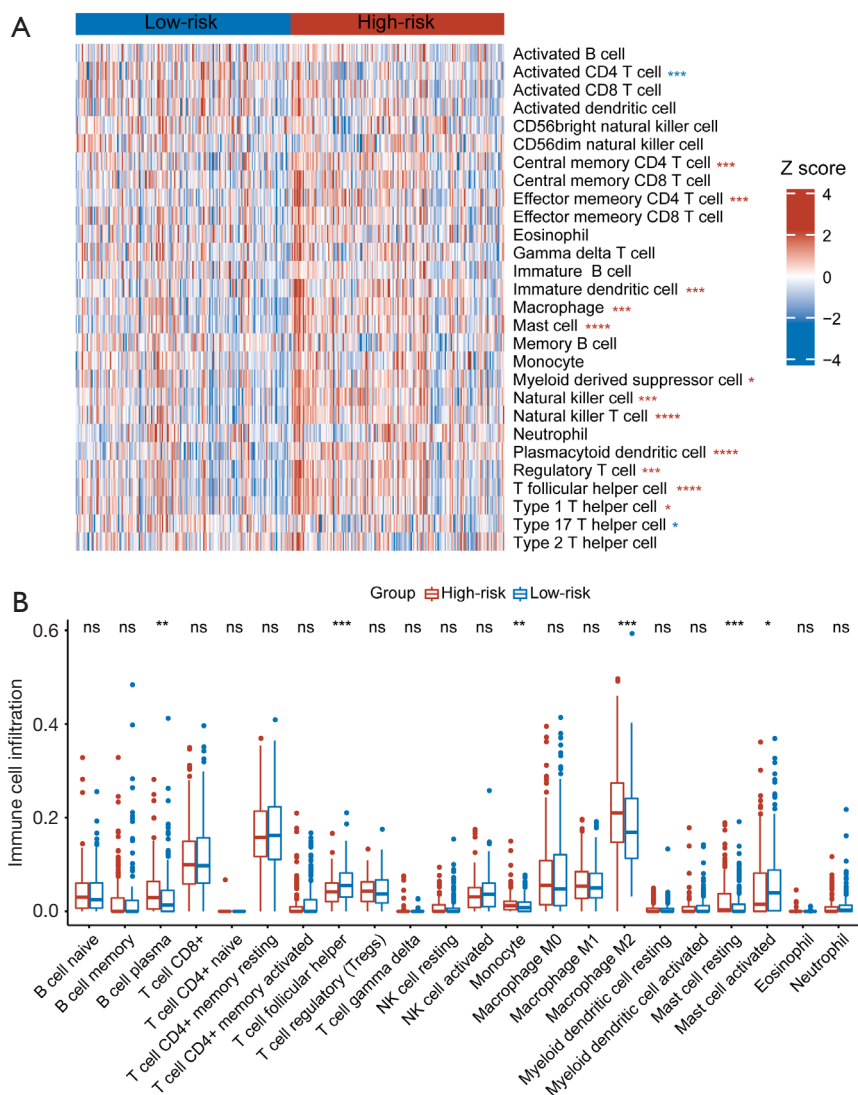 A
Low-risk
High-risk
Activated B cell
Activated CD4 T cell ***
Activated CD8 T cell
Activated dendritic cell
CD56bright natural killer cell
CD56dim natural killer cell
Central memory CD4 T cell ***
Central memory CD8 T cell
Effector memeory CD4 T cell ***
Effector memeory CD8 T cell
Eosinophil
Gamma delta T cell
Immature B cell
Immature dendritic cell ***
Macrophage ***
Mast cell ****
Memory B cell
Monocyte
Myeloid derived suppressor cell *
Natural killer cell ***
Natural killer T cell ****
Neutrophil
Plasmacytoid dendritic cell ****
Regulatory T cell ***
T follicular helper cell ****
Type 1 T helper cell *
Type 17 T helper cell *
Type 2 T helper cell
Z score
4
2
0
−2
−4
B
Group High-risk Low-risk
ns ns ** ns ns ns ns *** ns ns ns ns ** ns ns *** ns ns *** * ns ns
Immune cell infiltration
0.6
0.4
0.2
0.0
B cell naive
B cell memory
B cell plasma
T cell CD8+
T cell CD4+ naive
T cell CD4+ memory resting
T cell CD4+ memory activated
T cell follicular helper
T cell regulatory (Tregs)
T cell gamma delta
NK cell resting
NK cell activated
Monocyte
Macrophage M0
Macrophage M1
Macrophage M2
Myeloid dendritic cell resting
Myeloid dendritic cell activated
Mast cell resting
Mast cell activated
Eosinophil
Neutrophil